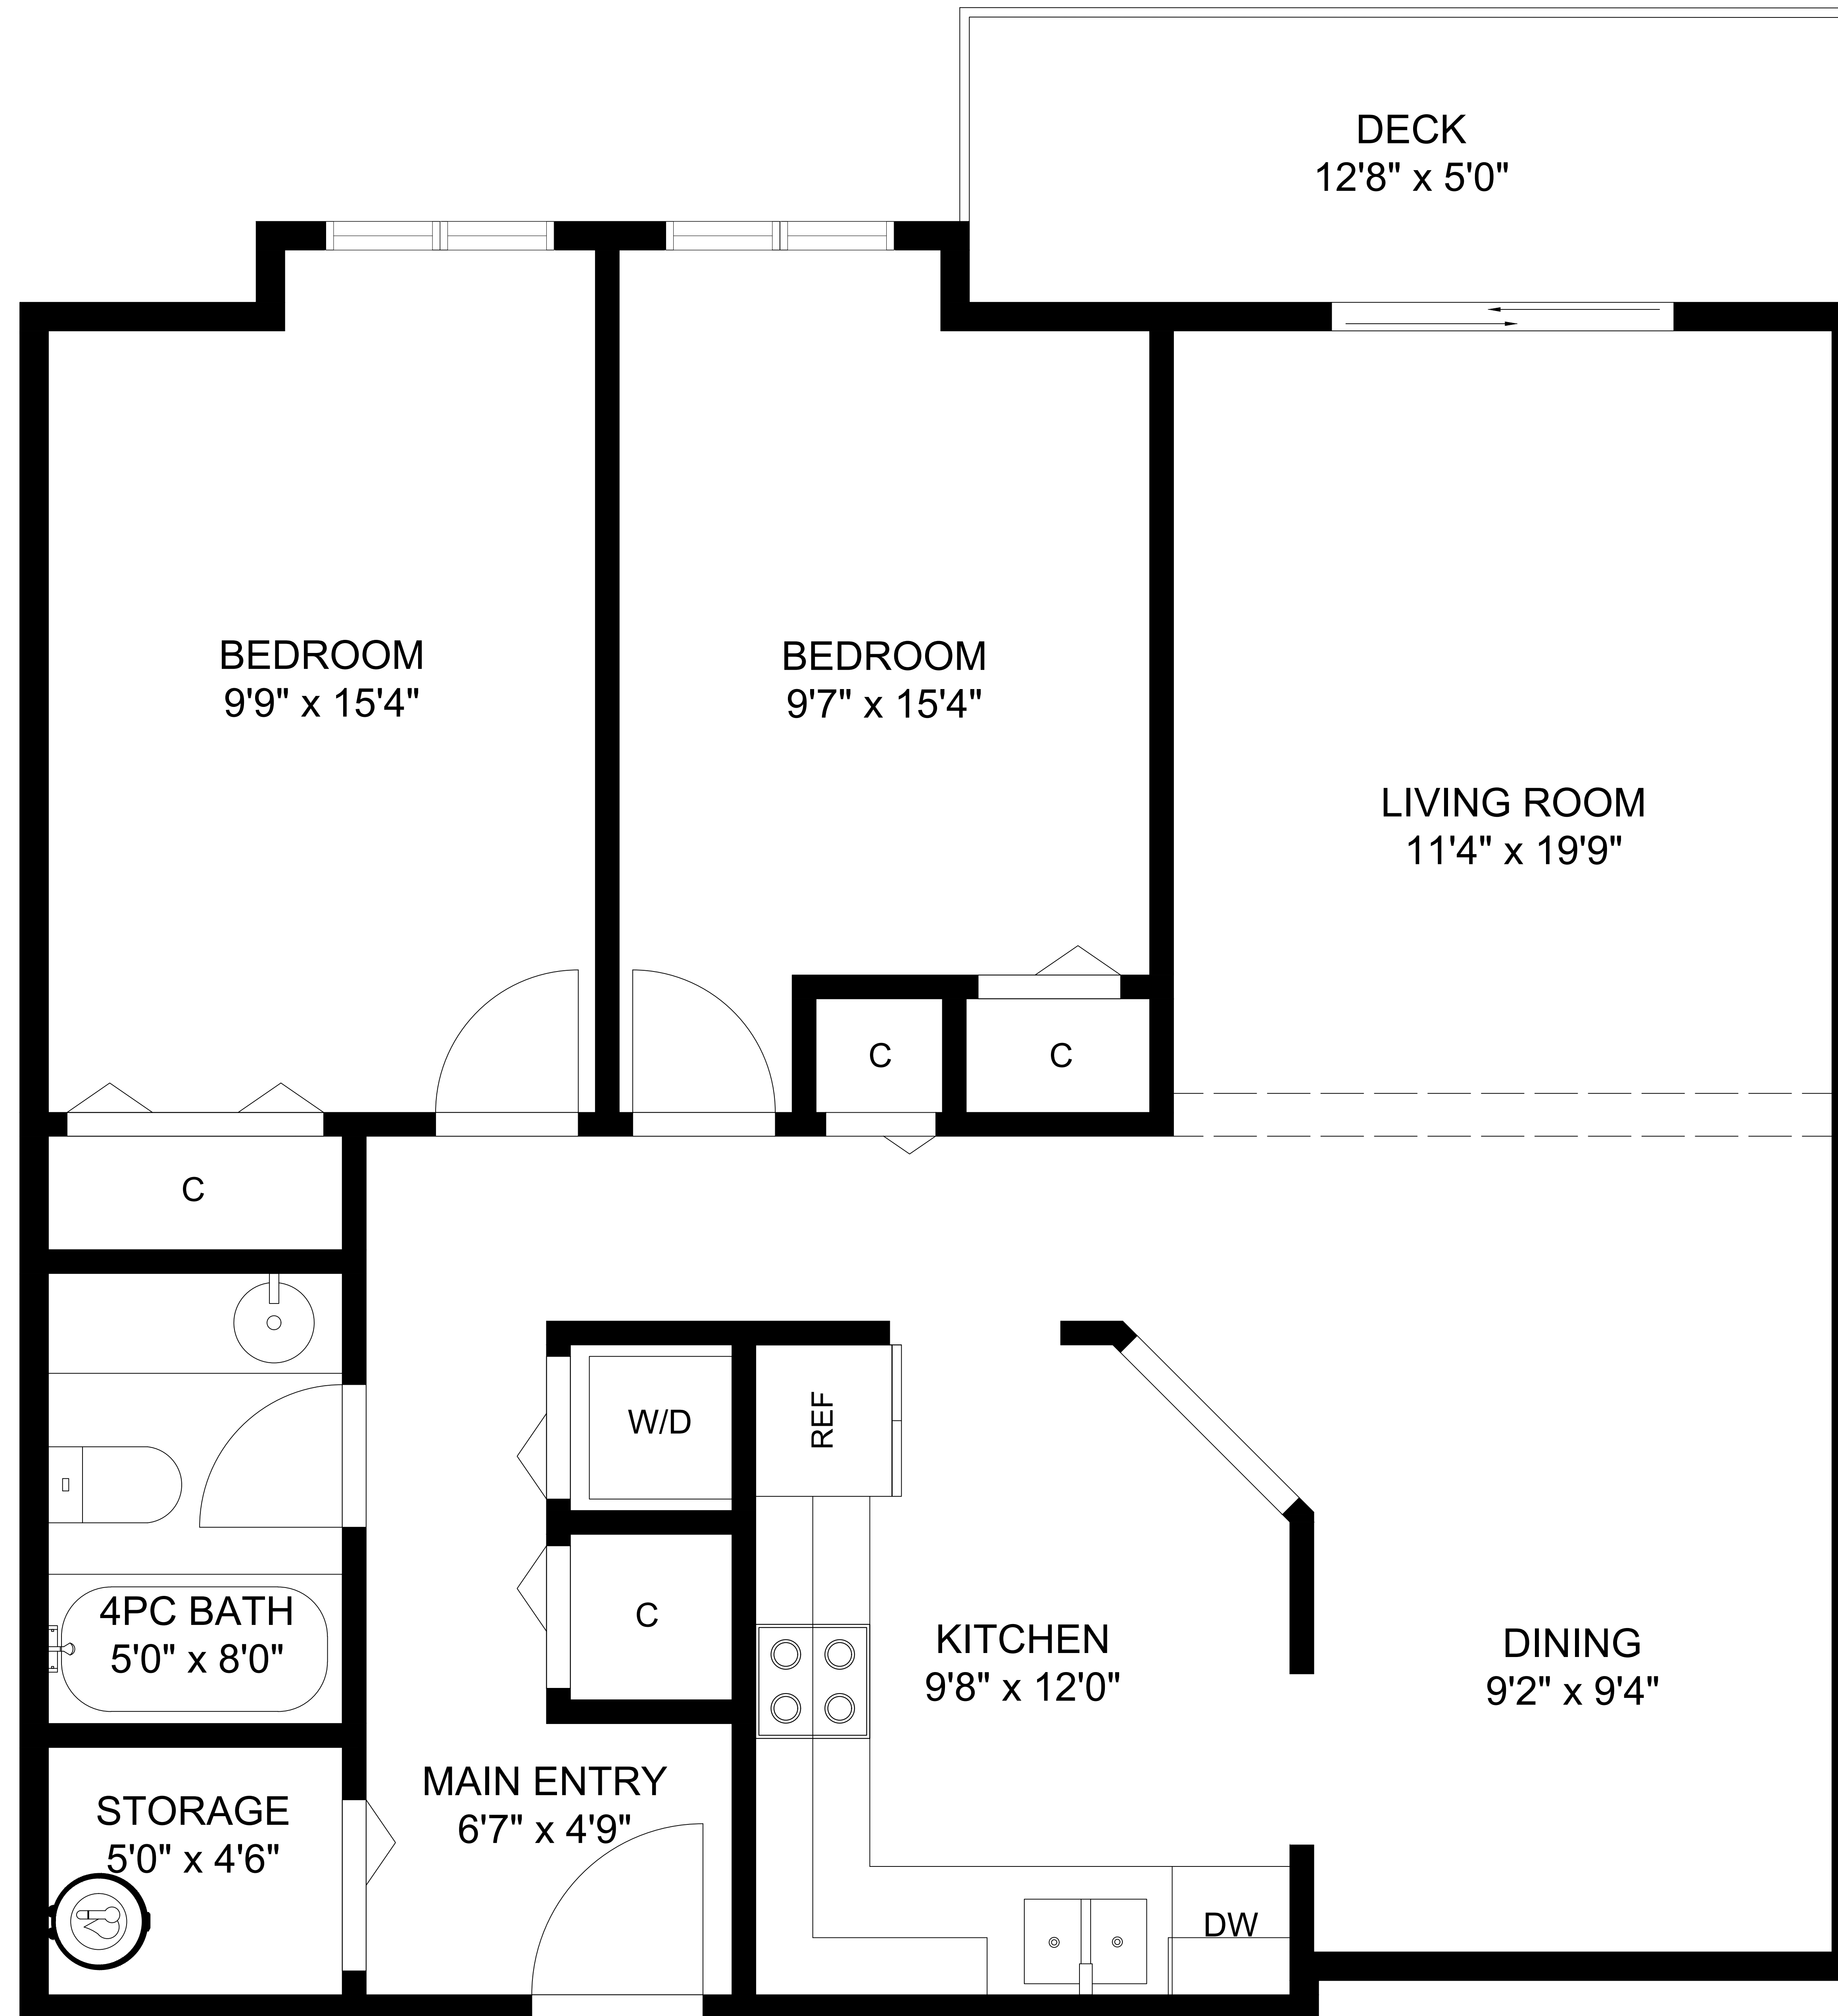 DECK
12'8" x 5'0"
BEDROOM
9'9" x 15'4"
BEDROOM
9'7" x 15'4"
LIVING ROOM
11'4" x 19'9"
C
C
C
W/D
REF
C
4PC BATH
5'0" x 8'0"
KITCHEN
9'8" x 12'0"
DINING
9'2" x 9'4"
MAIN ENTRY
6'7" x 4'9"
STORAGE
5'0" x 4'6"
DW